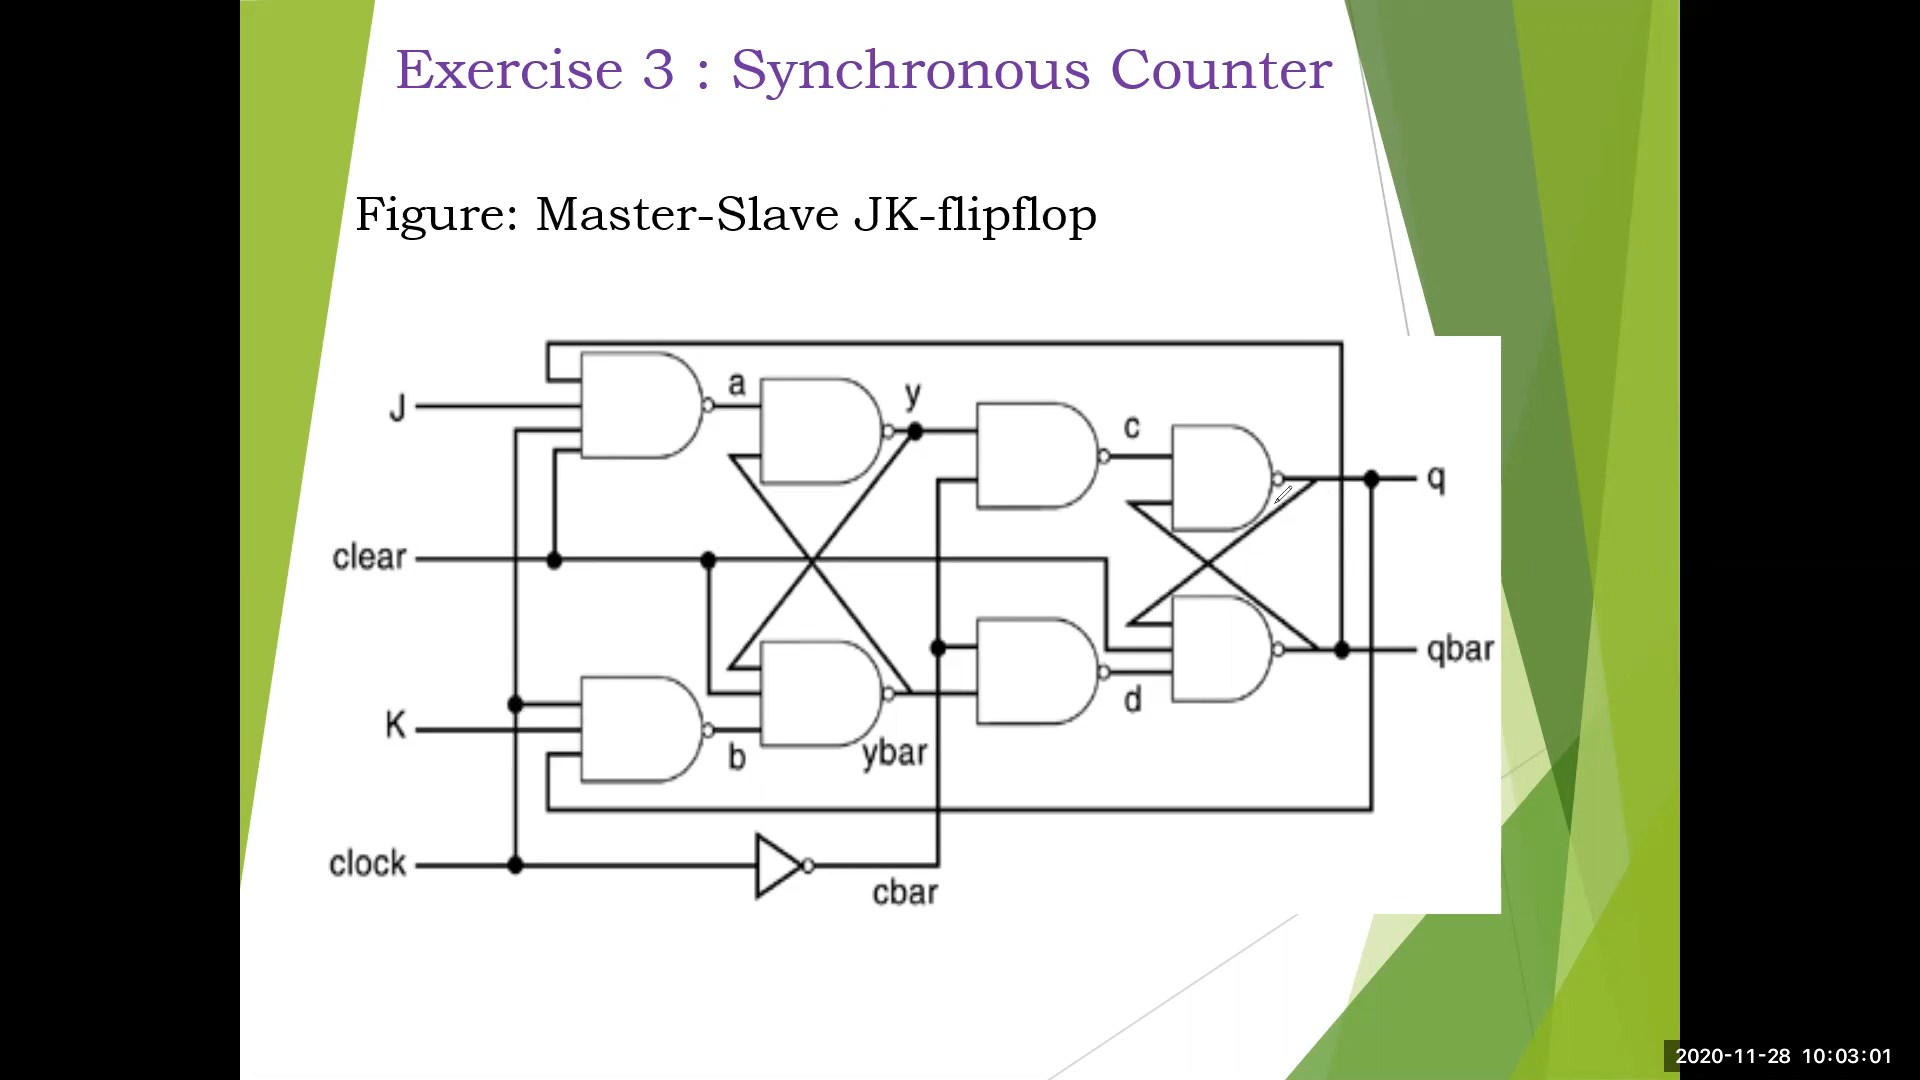 Exercise 3 : Synchronous Counter
Figure: Master-Slave JK-flipflop
J
a
y
c
q
clear
qbar
K
b
ybar
d
clock
cbar
2020-11-28 10:03:01